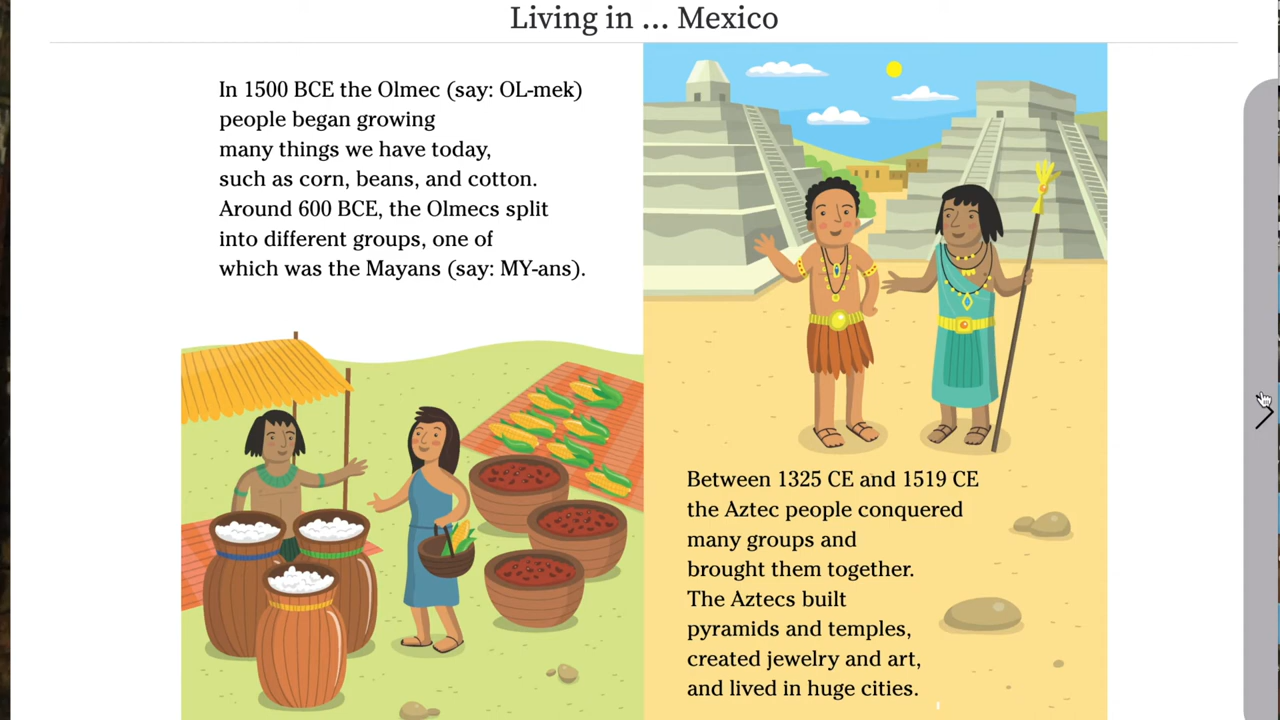 Living in ... Mexico
In 1500 BCE the Olmec (say: OL-mek)
people began growing
many things we have today,
such as corn, beans, and cotton.
Around 600 BCE, the Olmecs split
into different groups, one of
which was the Mayans (say: MY-ans).
Between 1325 CE and 1519 CE
the Aztec people conquered
many groups and
brought them together.
The Aztecs built
pyramids and temples,
created jewelry and art,
and lived in huge cities.